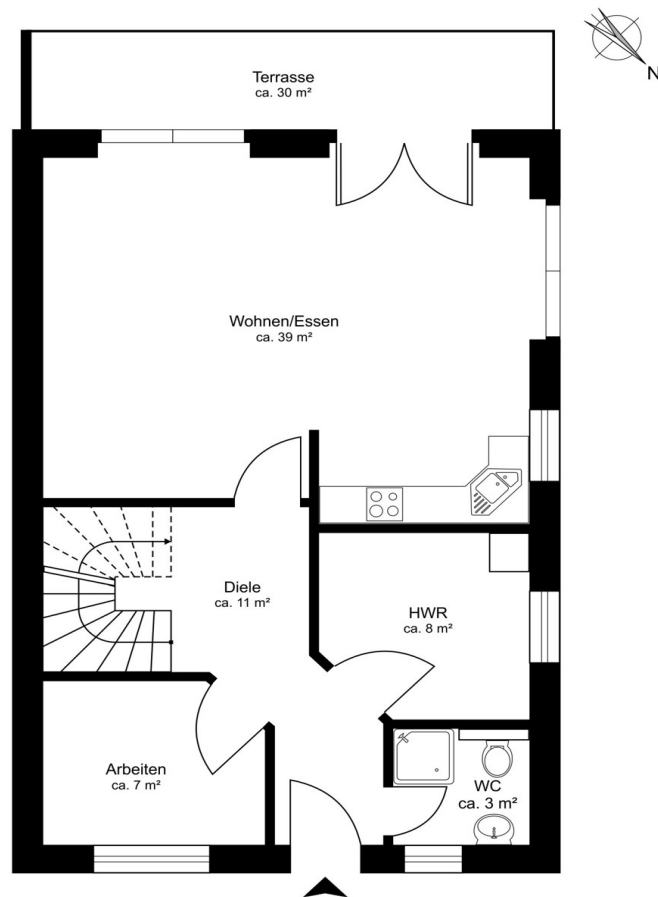 N
Terrasse
ca. 30 m²
Wohnen/Essen
ca. 39 m²
Diele
ca. 11 m²
HWR
ca. 8 m²
Arbeiten
ca. 7 m²
WC
ca. 3 m²